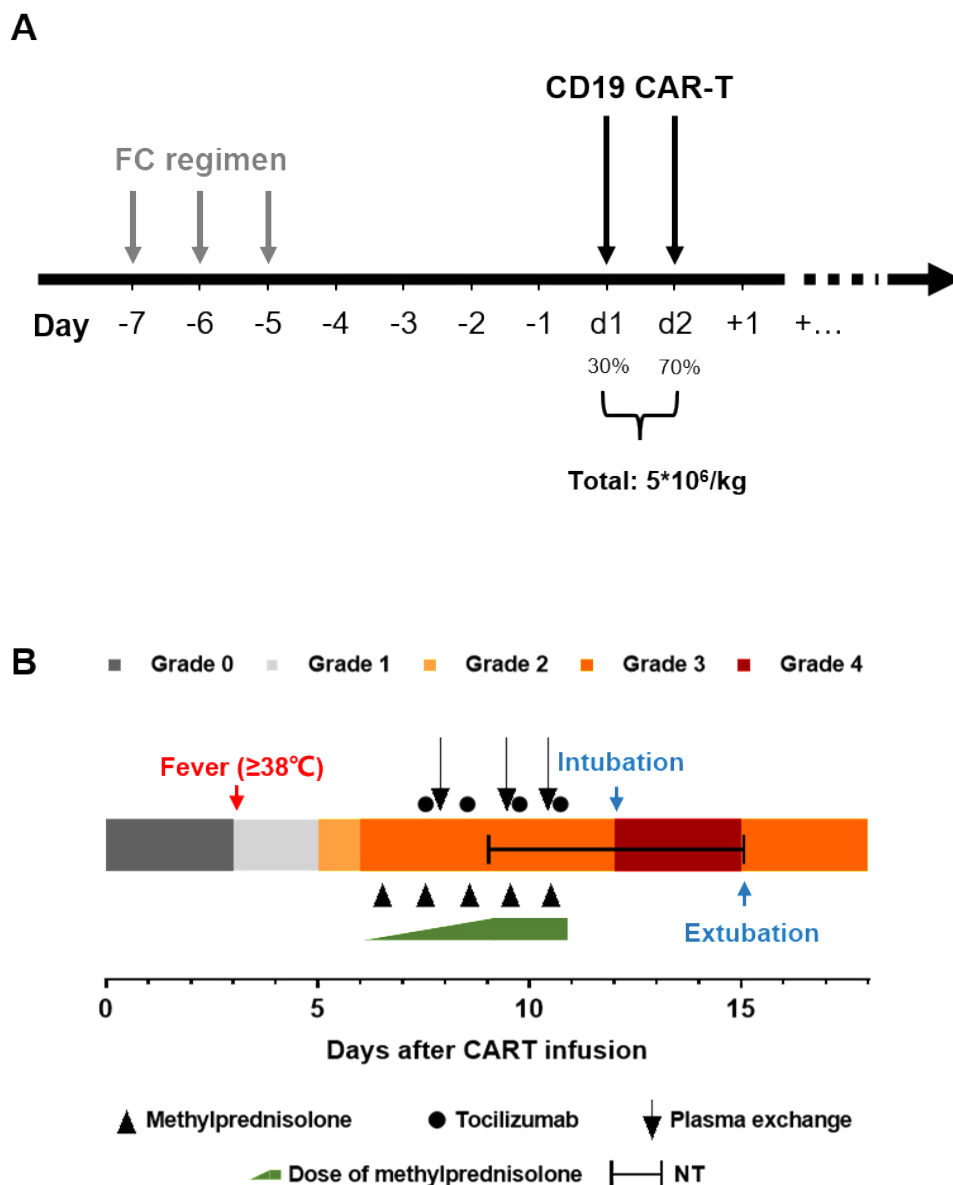 A
CD19 CAR-T
FC regimen
Day -7 -6 -5 -4 -3 -2 -1 d1 d2 +1 +...
30% 70%
Total: 5*10⁶/kg
B
Grade 0 Grade 1 Grade 2 Grade 3 Grade 4
Fever (≥38℃)
Intubation
Extubation
0 5 10 15
Days after CART infusion
Methylprednisolone Tocilizumab Plasma exchange
Dose of methylprednisolone NT